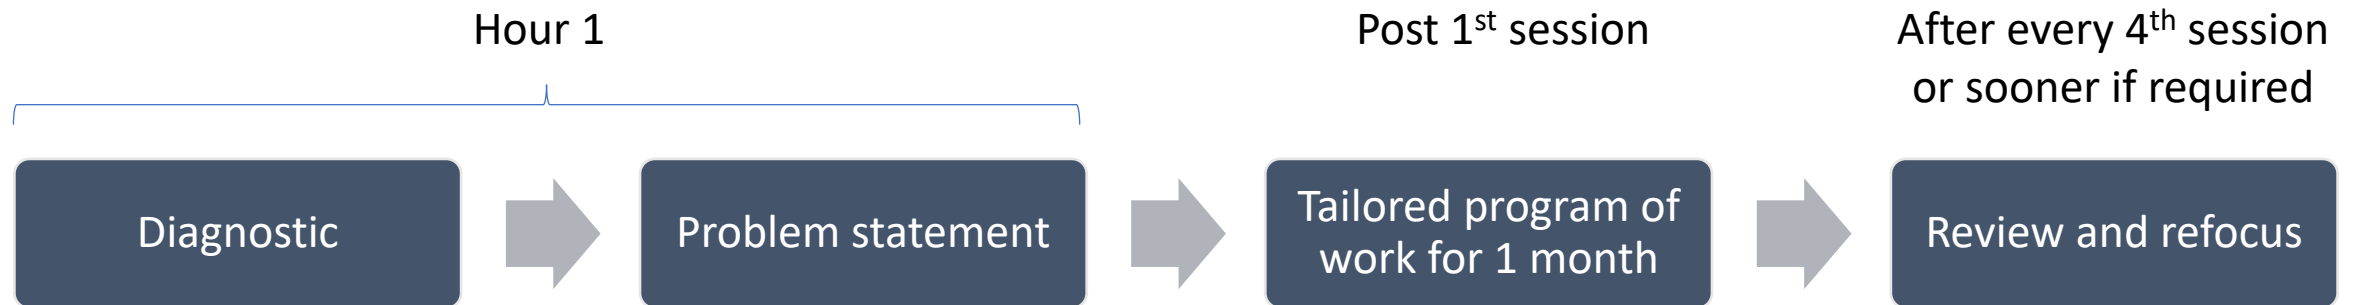 Hour 1
Post 1st session
After every 4th session
or sooner if required
Diagnostic
Problem statement
Tailored program of
work for 1 month
Review and refocus